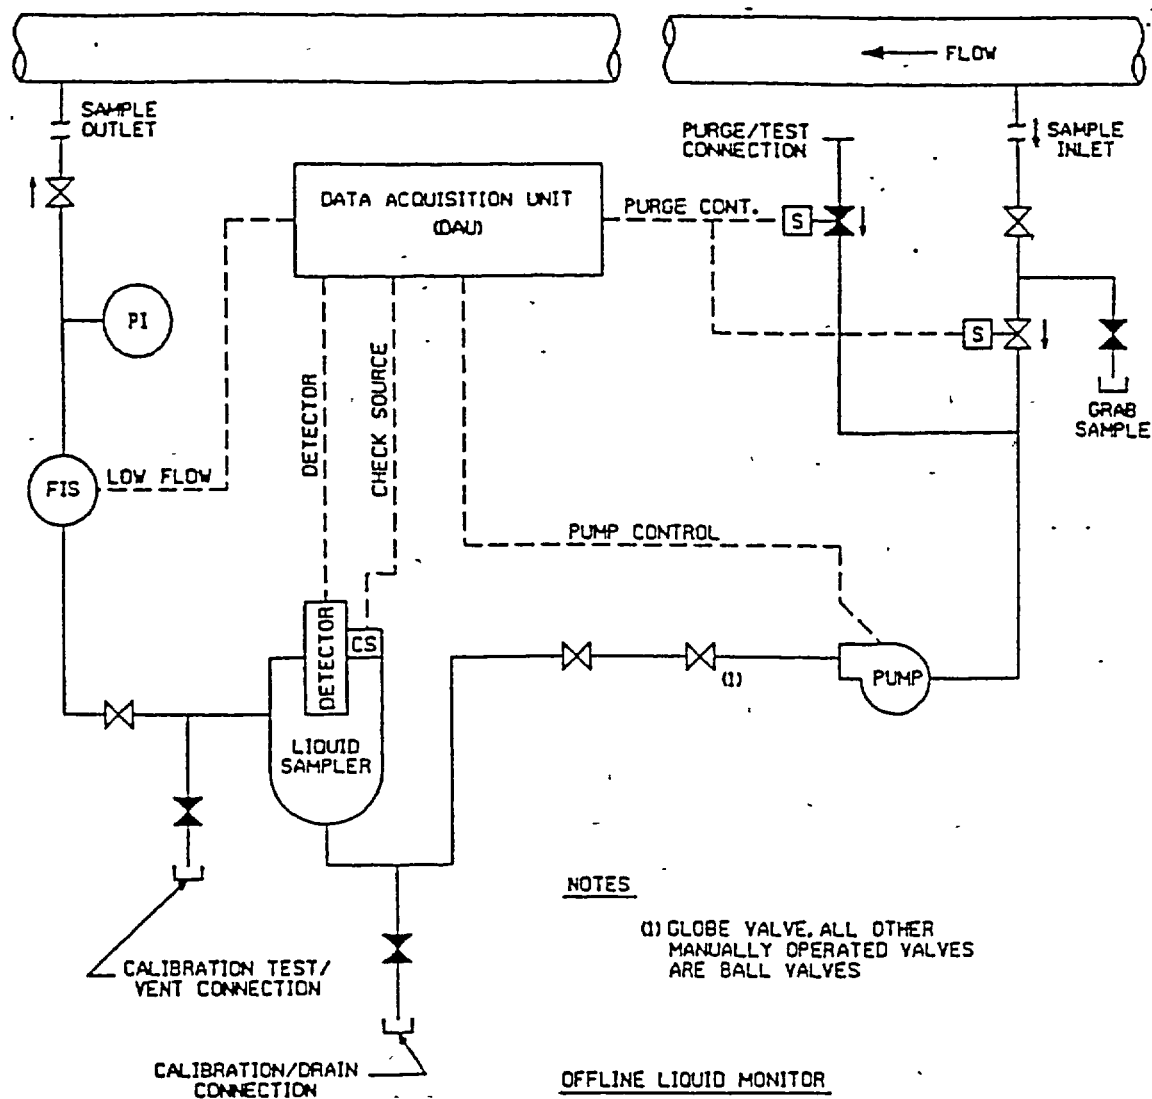 FLOW
SAMPLE
OUTLET
PURGE/TEST
CONNECTION
SAMPLE
INLET
DATA ACQUISITION UNIT
(DAU)
PURGE CONT.
S
PI
S
DETECTOR
CHECK SOURCE
GRAB
SAMPLE
FIS
LOW FLOW
PUMP CONTROL
DETECTOR
CS
(1)
PUMP
LIQUID
SAMPLER
NOTES
(1) GLOBE VALVE, ALL OTHER
MANUALLY OPERATED VALVES
ARE BALL VALVES
CALIBRATION TEST/
VENT CONNECTION
CALIBRATION/DRAIN
CONNECTION
OFFLINE LIQUID MONITOR